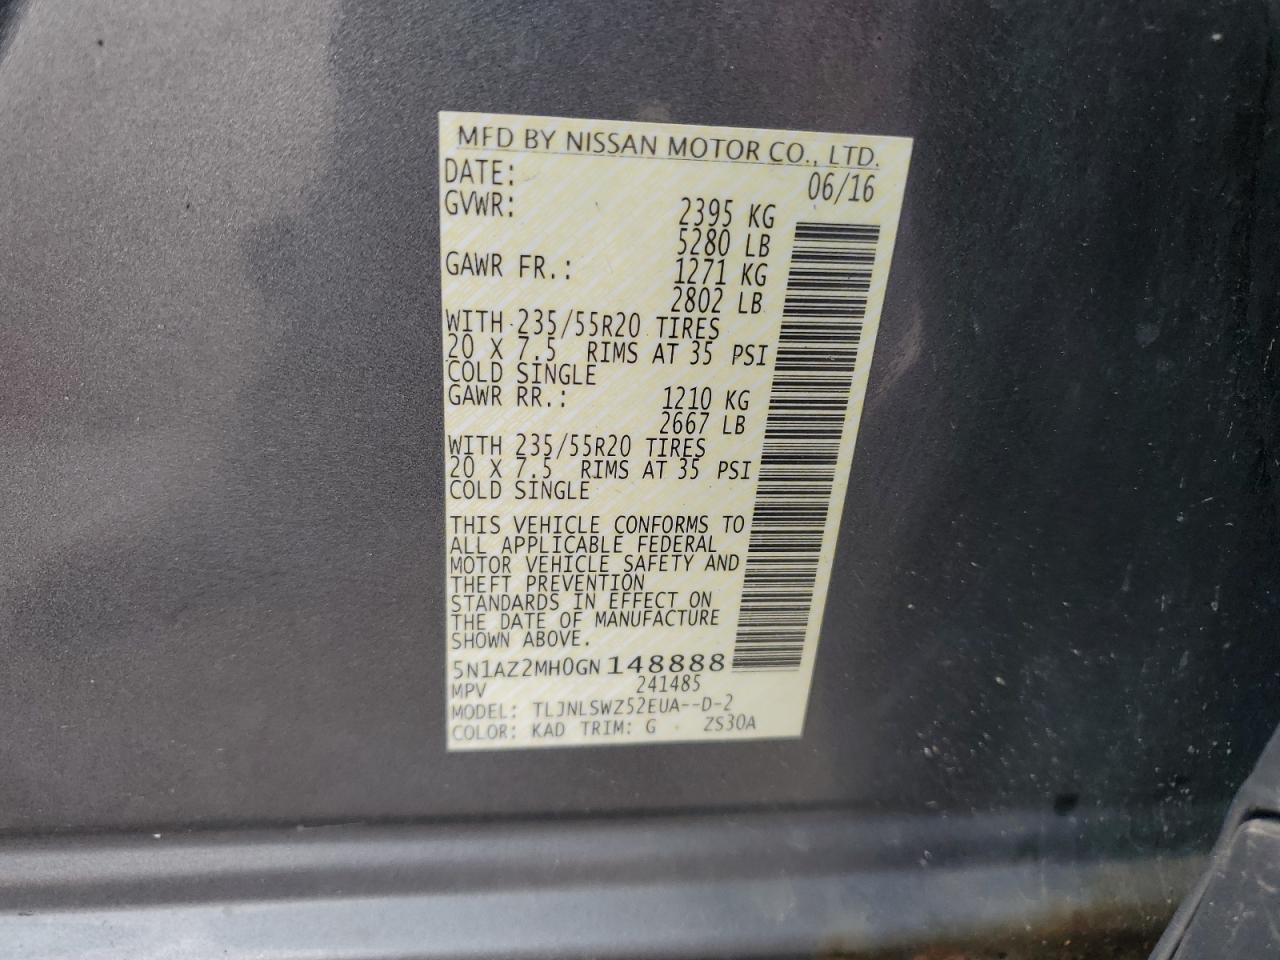 MFD BY NISSAN MOTOR CO., LTD.
DATE: 06/16
GVWR: 2395 KG
5280 LB
GAWR FR.: 1271 KG
2802 LB
WITH 235/55R20 TIRES
20 X 7.5 RIMS AT 35 PSI
COLD SINGLE
GAWR RR.: 1210 KG
2667 LB
WITH 235/55R20 TIRES
20 X 7.5 RIMS AT 35 PSI
COLD SINGLE
THIS VEHICLE CONFORMS TO
ALL APPLICABLE FEDERAL
MOTOR VEHICLE SAFETY AND
THEFT PREVENTION
STANDARDS IN EFFECT ON
THE DATE OF MANUFACTURE
SHOWN ABOVE.
5N1AZ2MH0GN148888
MPV 241485
MODEL: TLJNLSWZ52EUA--D-2
COLOR: KAD TRIM: G ZS30A